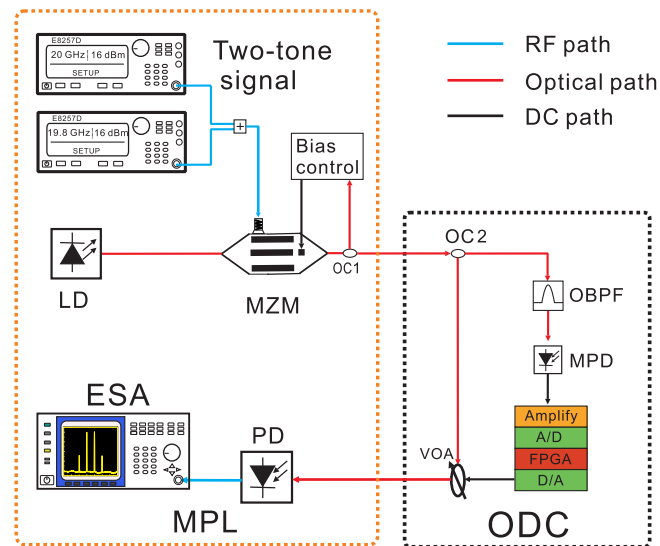 E8257D
20 GHz|16 dBm
SETUP
Two-tone
signal
E8257D
19.8 GHz|16 dBm
SETUP
+
Bias
control
RF path
Optical path
DC path
LD
MZM
OC1
OC2
OBPF
MPD
Amplify
A/D
FPGA
D/A
VOA
ESA
PD
MPL
ODC